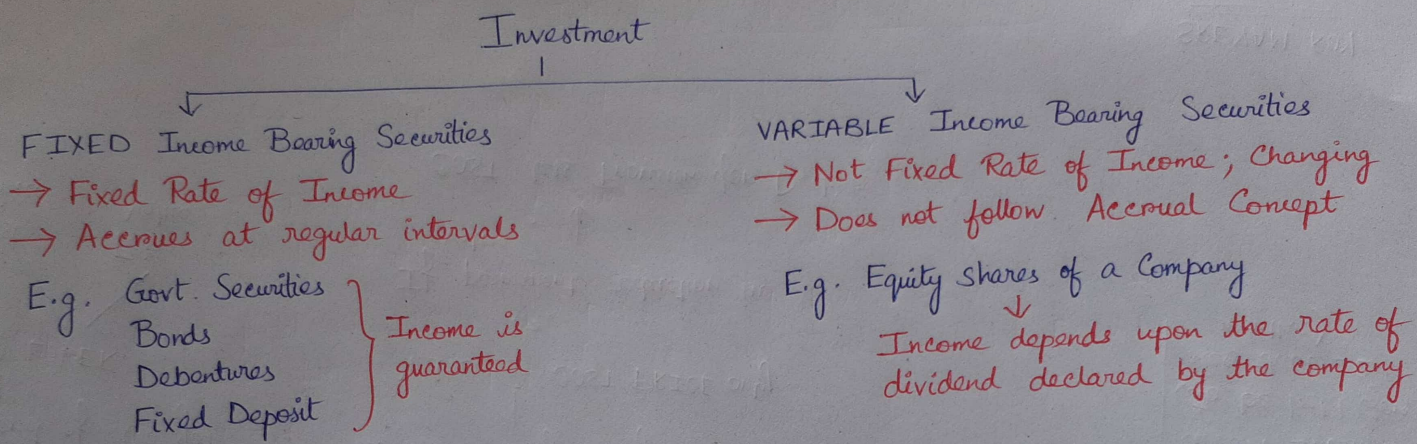 Investment
FIXED Income Bearing Securities
→ Fixed Rate of Income
→ Accrues at regular intervals
E.g. Govt. Securities
Bonds
Debentures
Fixed Deposit
Income is
guaranteed
VARIABLE Income Bearing Securities
→ Not Fixed Rate of Income; Changing
→ Does not follow Accrual Concept
E.g. Equity Shares of a Company
Income depends upon the rate of
dividend declared by the company